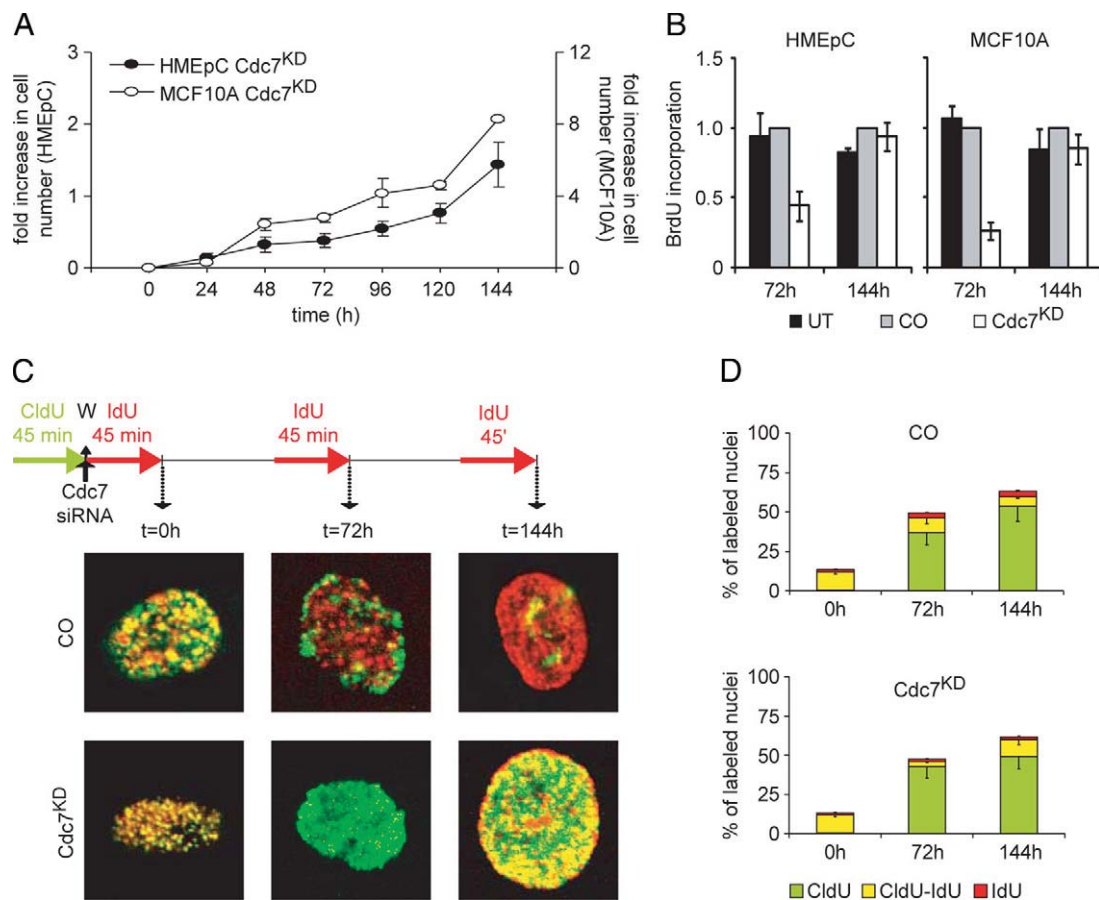 A
3
2
1
0
fold increase in cell
number (HMEpC)
HMEpC Cdc7KD
MCF10A Cdc7KD
12
8
4
0
fold increase in cell
number (MCF10A)
0 24 48 72 96 120 144
time (h)
B
HMEpC MCF10A
1.5
1.0
0.5
0
BrdU incorporation
72h 144h 72h 144h
UT CO Cdc7KD
C
CldU W IdU IdU IdU
45 min 45 min 45 min 45'
Cdc7
siRNA
t=0h t=72h t=144h
CO
Cdc7KD
D
CO
100
75
50
25
0
% of labeled nuclei
0h 72h 144h
Cdc7KD
100
75
50
25
0
% of labeled nuclei
0h 72h 144h
CldU CldU-IdU IdU